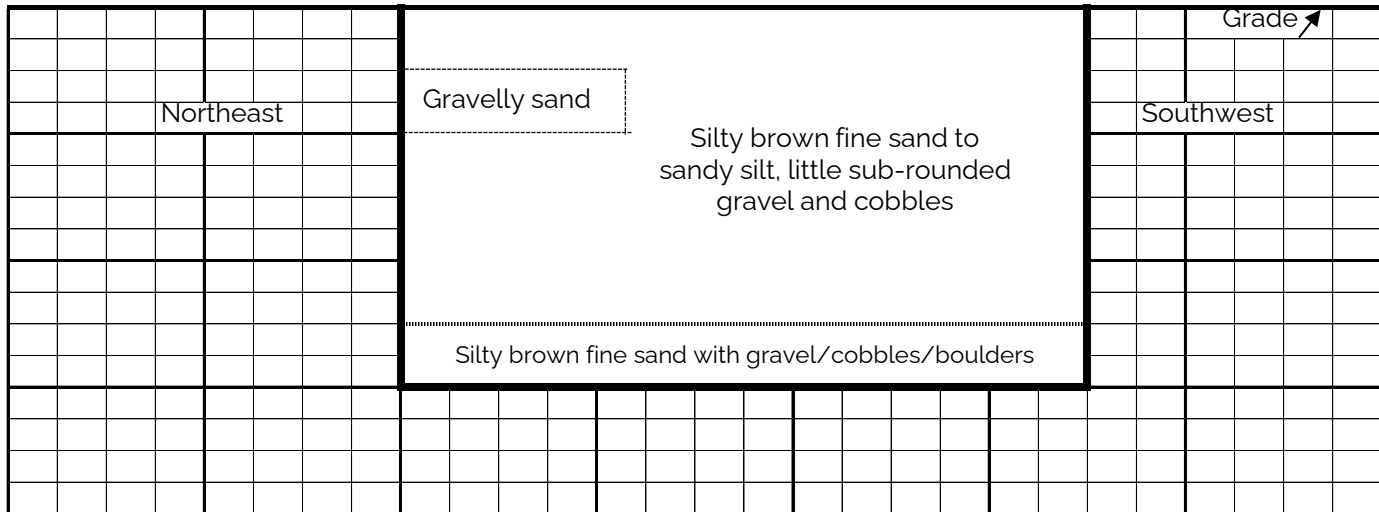 Grade
Northeast
Gravelly sand
Southwest
Silty brown fine sand to
sandy silt, little sub-rounded
gravel and cobbles
Silty brown fine sand with gravel/cobbles/boulders